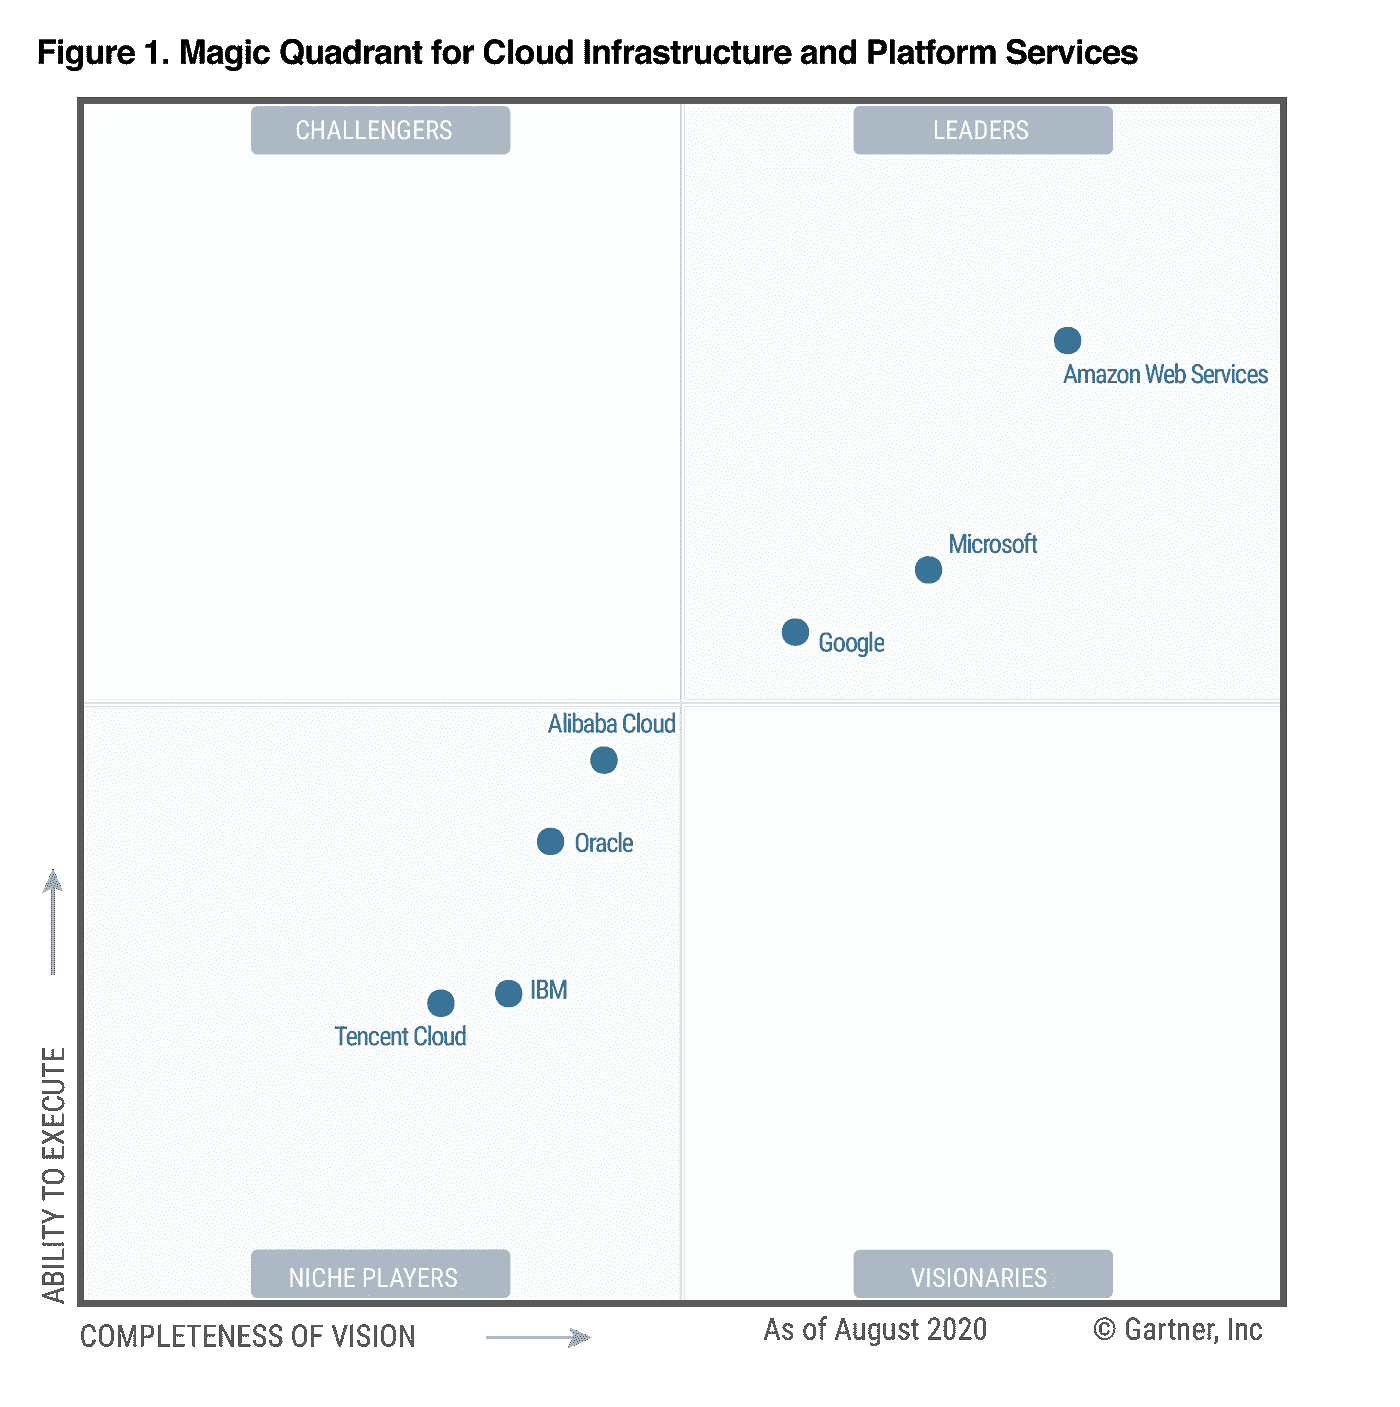 Figure 1. Magic Quadrant for Cloud Infrastructure and Platform Services
CHALLENGERS
LEADERS
Amazon Web Services
Microsoft
Google
Alibaba Cloud
Oracle
IBM
Tencent Cloud
NICHE PLAYERS
VISIONARIES
ABILITY TO EXECUTE
COMPLETENESS OF VISION
As of August 2020
© Gartner, Inc